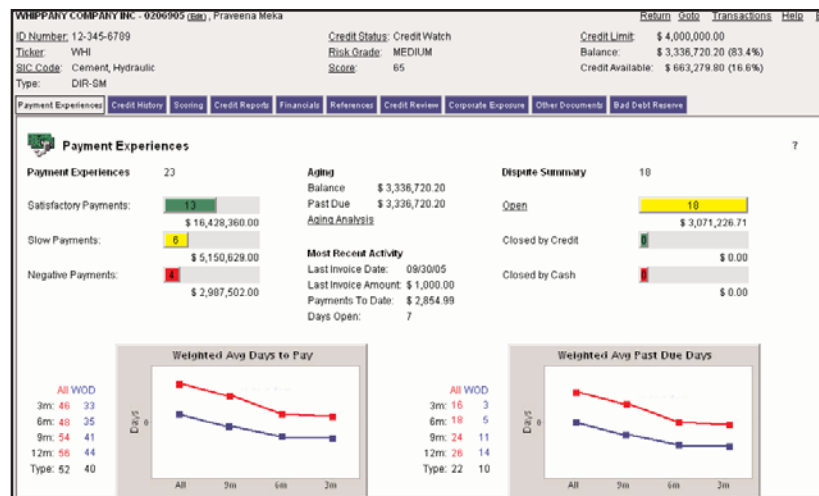 WHIPPANY COMPANY INC - 0206905 (Edit) , Praveena Meka
Return Goto Transactions Help
ID Number: 12-345-6789 Credit Status: Credit Watch Credit Limit: $ 4,000,000.00
Ticker: WHI Risk Grade: MEDIUM Balance: $ 3,336,720.20 (83.4%)
SIC Code: Cement, Hydraulic Score: 65 Credit Available: $ 663,279.80 (16.6%)
Type: DIR-SM
Payment Experiences Credit History Scoring Credit Reports Financials References Credit Review Corporate Exposure Other Documents Bad Debt Reserve
Payment Experiences ?
Payment Experiences 23
Satisfactory Payments: 13
$ 16,428,360.00
Slow Payments: 6
$ 5,150,629.00
Negative Payments: 4
$ 2,987,502.00
Aging
Balance $ 3,336,720.20
Past Due $ 3,336,720.20
Aging Analysis
Most Recent Activity
Last Invoice Date: 09/30/05
Last Invoice Amount: $ 1,000.00
Payments To Date: $ 2,854.99
Days Open: 7
Dispute Summary 18
Open 18
$ 3,071,226.71
Closed by Credit 0
$ 0.00
Closed by Cash 0
$ 0.00
All WOD
3m: 46 33
6m: 48 35
9m: 54 41
12m: 56 44
Type: 52 40
Weighted Avg Days to Pay
Days
0
All 9m 6m 3m
All WOD
3m: 16 3
6m: 18 5
9m: 24 11
12m: 26 14
Type: 22 10
Weighted Avg Past Due Days
Days
0
All 9m 6m 3m